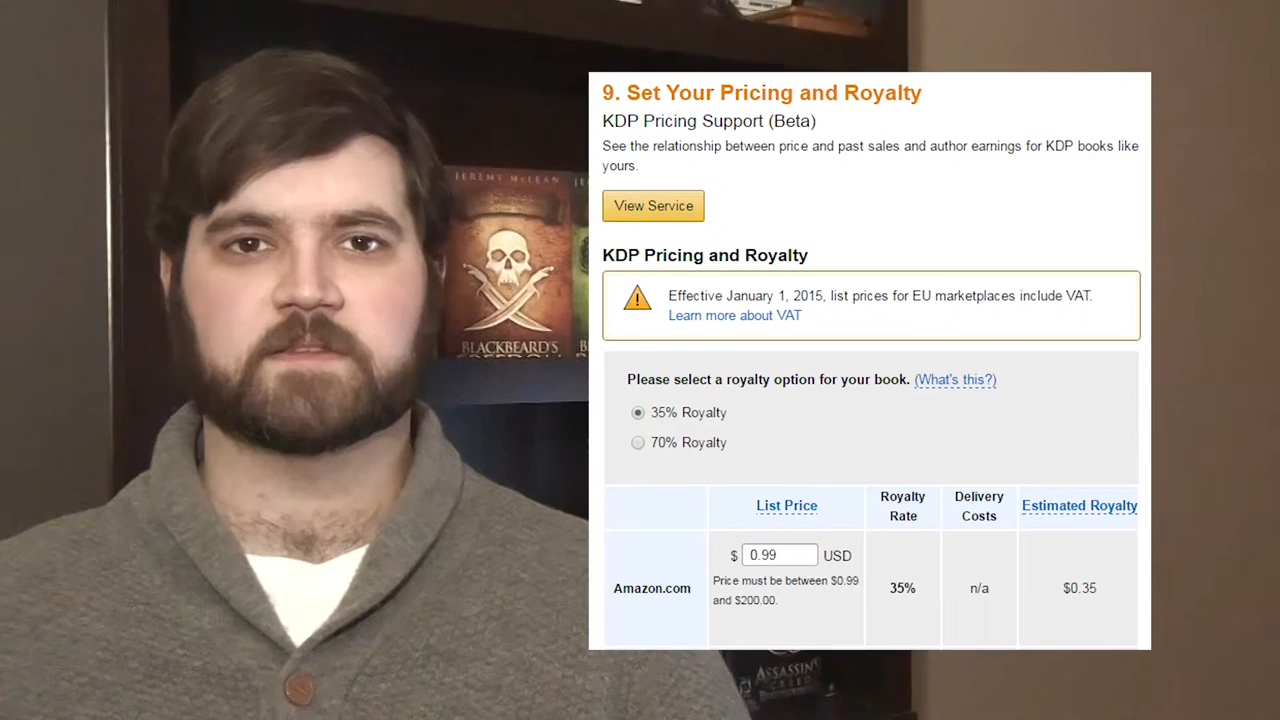 9. Set Your Pricing and Royalty
KDP Pricing Support (Beta)
See the relationship between price and past sales and author earnings for KDP books like
yours.
View Service
KDP Pricing and Royalty
Effective January 1, 2015, list prices for EU marketplaces include VAT.
Learn more about VAT
Please select a royalty option for your book. (What's this?)
35% Royalty
70% Royalty
List Price
Royalty
Rate
Delivery
Costs
Estimated Royalty
Amazon.com
$ 0.99 USD
Price must be between $0.99
and $200.00.
35%
n/a
$0.35
JEREMY MCLEAN
BLACKBEARD'S
FREEDOM
ASSASSIN'S
CREED